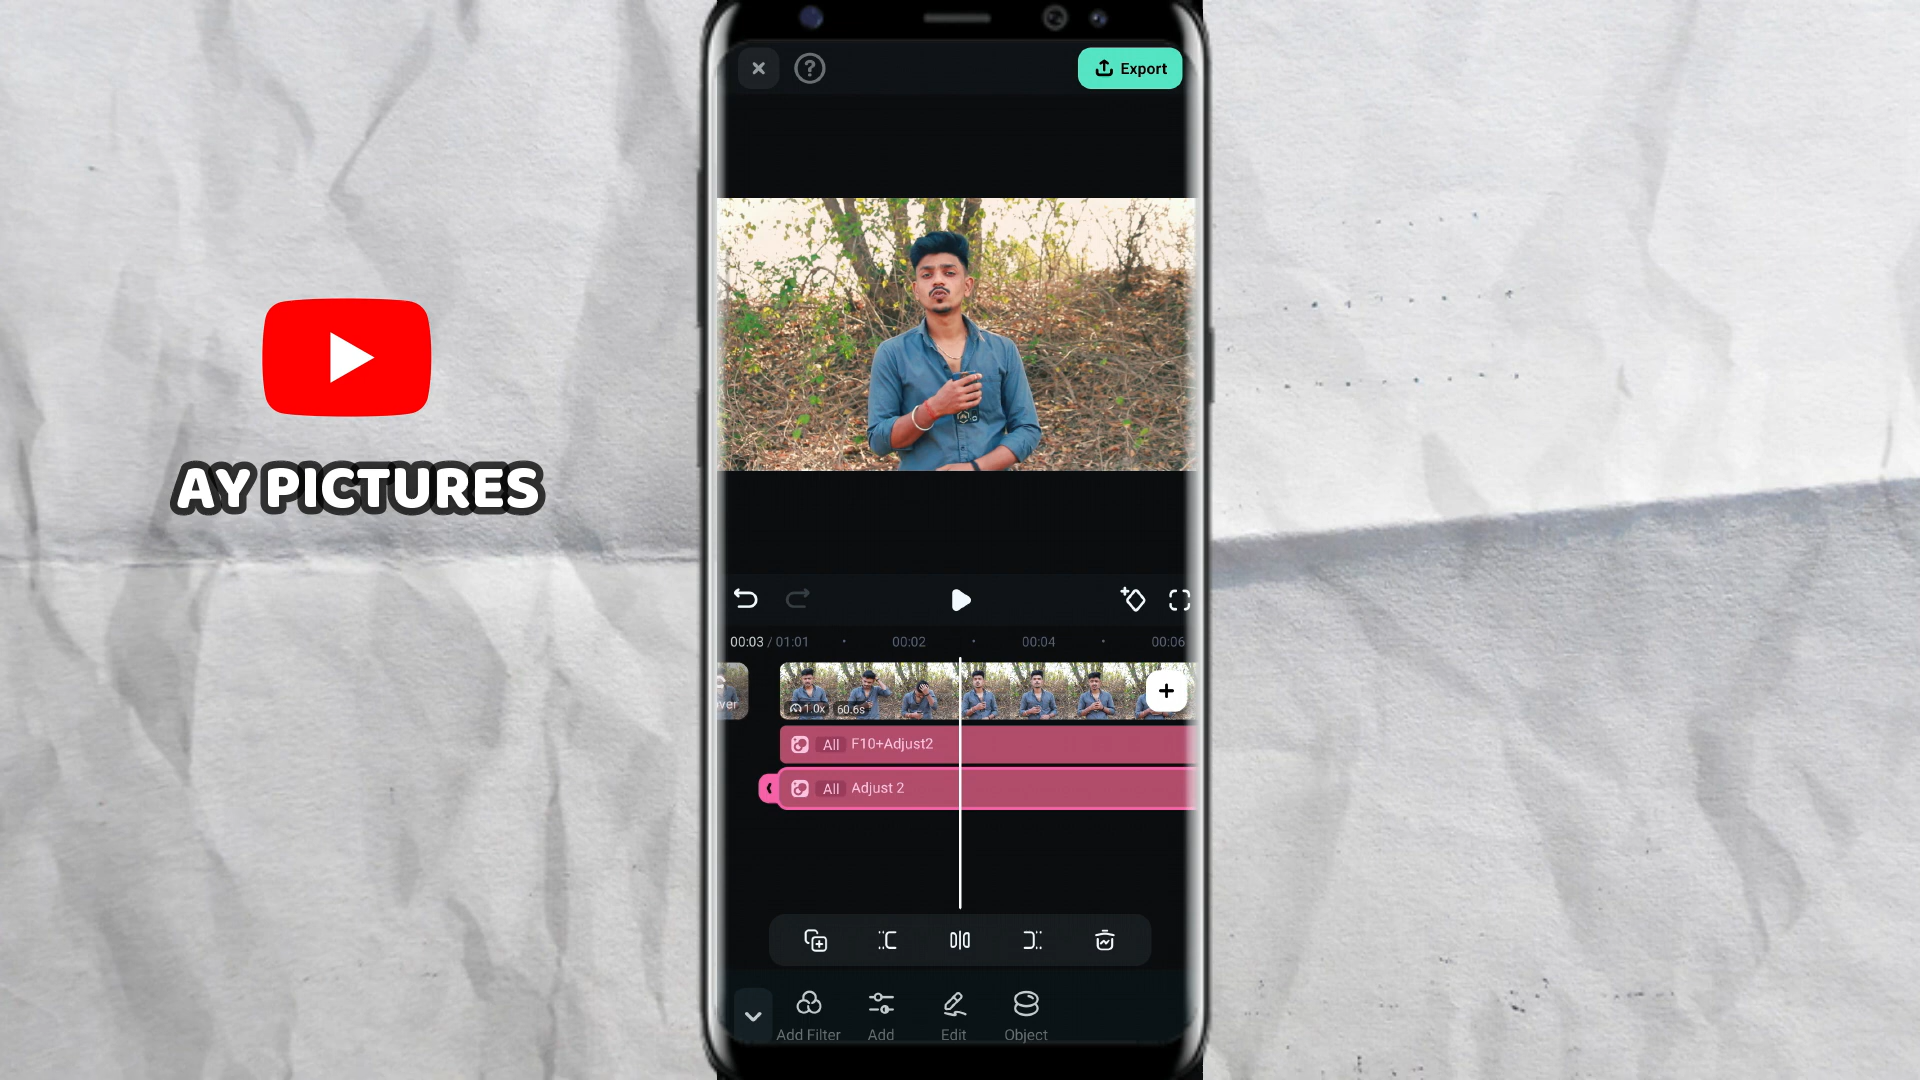 Export
AY PICTURES
00:03 / 01:01
00:02
00:04
00:06
ver
1.0x
60.6s
All F10+Adjust2
All Adjust 2
Add Filter
Add
Edit
Object